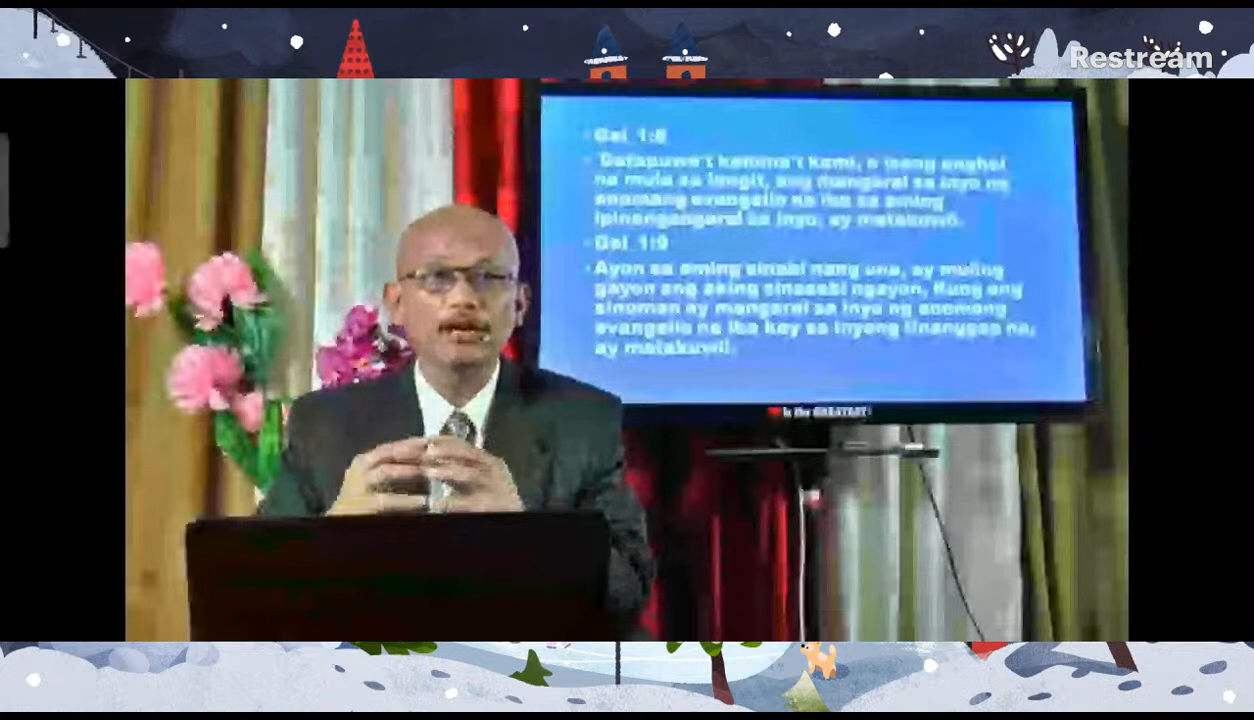 Restream
Gal 1:8
Datapuwa't kahima't kami, o isang anghel
na mula sa langit, ang mangaral sa inyo ng
anomang evangelio na iba sa aming
ipinangangaral sa inyo, ay matakuwil.
Gal 1:9
Ayon sa aming sinabi nang una, ay muling
gayon ang aking sinasabi ngayon, Kung ang
sinoman ay mangaral sa inyo ng anomang
evangelio na iba kay sa inyong tinanggap na,
ay matakuwil.
is the GREATEST!